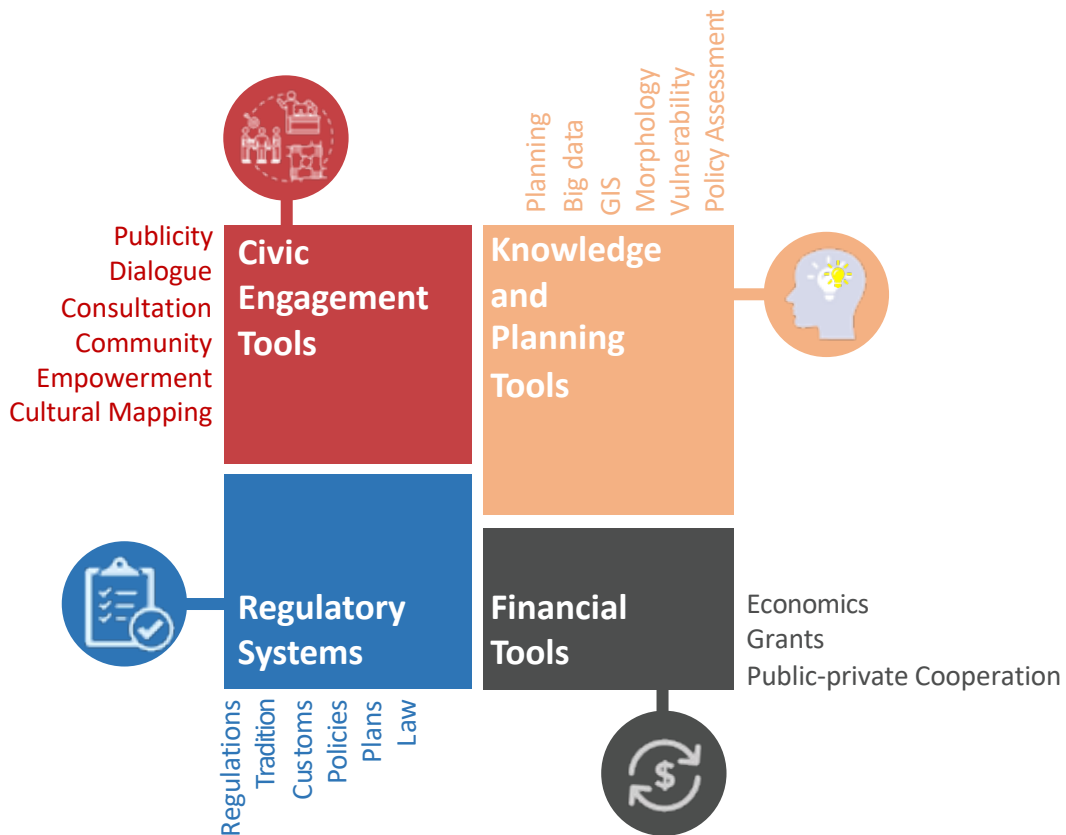 Planning
Big data
GIS
Morphology
Vulnerability
Policy Assessment
Publicity
Dialogue
Consultation
Community
Empowerment
Cultural Mapping
Civic
Engagement
Tools
Knowledge
and
Planning
Tools
Regulatory
Systems
Financial
Tools
Economics
Grants
Public-private Cooperation
Regulations
Tradition
Customs
Policies
Plans
Law
$